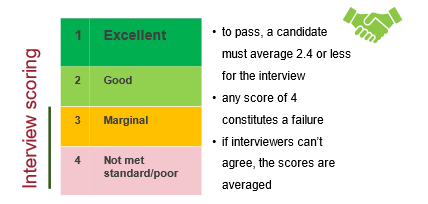 Interview scoring
1 Excellent
2 Good
3 Marginal
4 Not met
standard/poor
• to pass, a candidate
must average 2.4 or less
for the interview
• any score of 4
constitutes a failure
• if interviewers can't
agree, the scores are
averaged